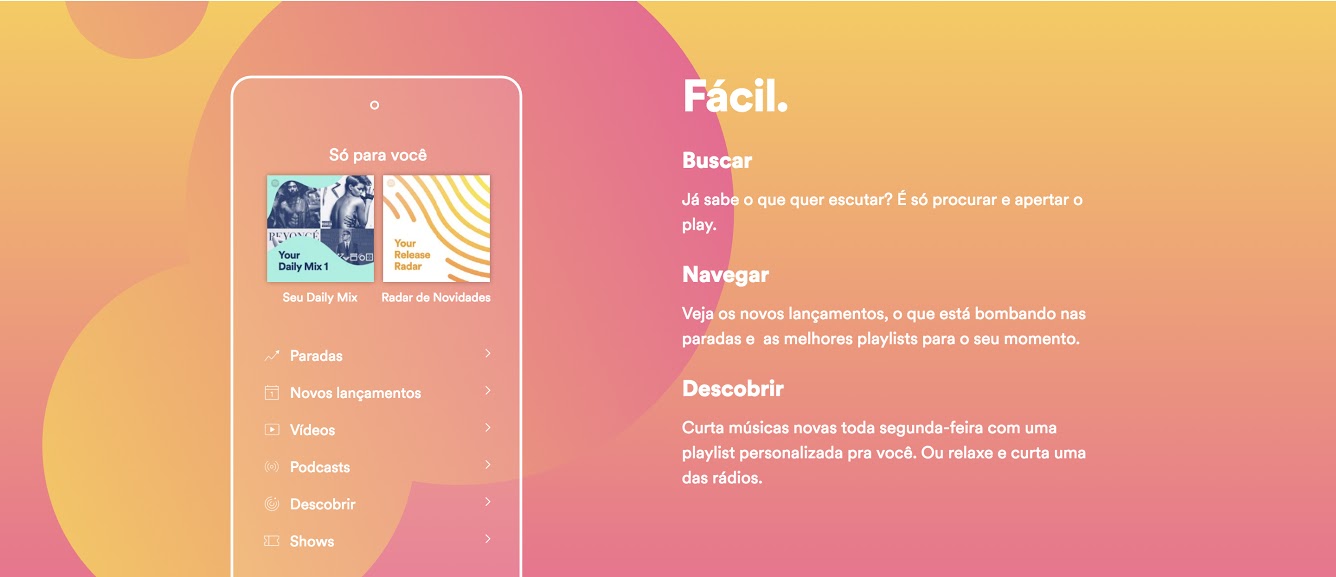 Só para você
BEYONCÉ
Your
Daily Mix 1
Your
Release
Radar
Seu Daily Mix
Radar de Novidades
Paradas
1
Novos lançamentos
Vídeos
Podcasts
Descobrir
Shows
Fácil.
Buscar
Já sabe o que quer escutar? É só procurar e apertar o
play.
Navegar
Veja os novos lançamentos, o que está bombando nas
paradas e  as melhores playlists para o seu momento.
Descobrir
Curta músicas novas toda segunda-feira com uma
playlist personalizada pra você. Ou relaxe e curta uma
das rádios.